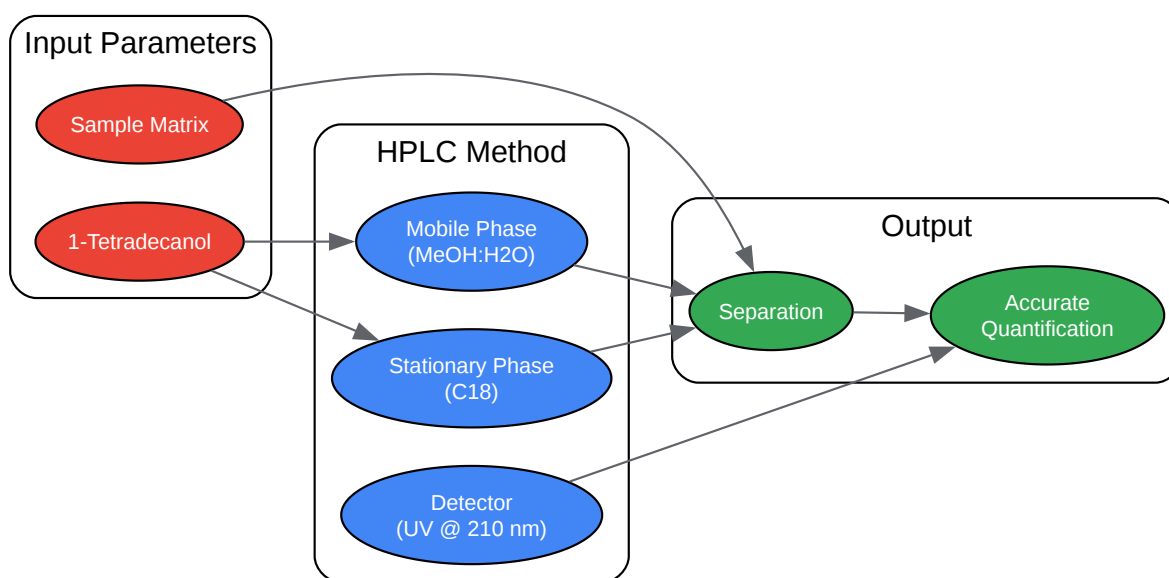 Input Parameters
Sample Matrix
1-Tetradecanol
HPLC Method
Mobile Phase
(MeOH:H2O)
Stationary Phase
(C18)
Detector
(UV @ 210 nm)
Output
Separation
Accurate
Quantification